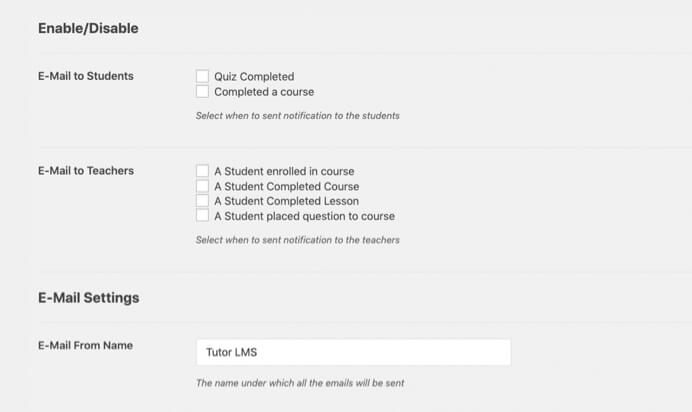 Enable/Disable
E-Mail to Students
Quiz Completed
Completed a course
Select when to sent notification to the students
E-Mail to Teachers
A Student enrolled in course
A Student Completed Course
A Student Completed Lesson
A Student placed question to course
Select when to sent notification to the teachers
E-Mail Settings
E-Mail From Name
Tutor LMS
The name under which all the emails will be sent